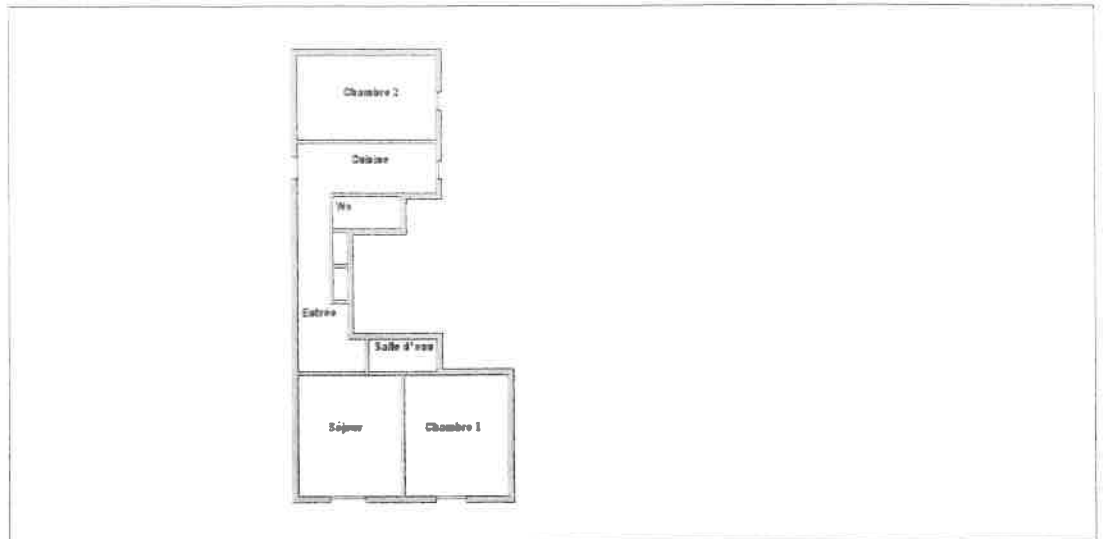 Chambre 2
Cuisine
Wc
Entrée
Salle d'eau
Séjour
Chambre 1